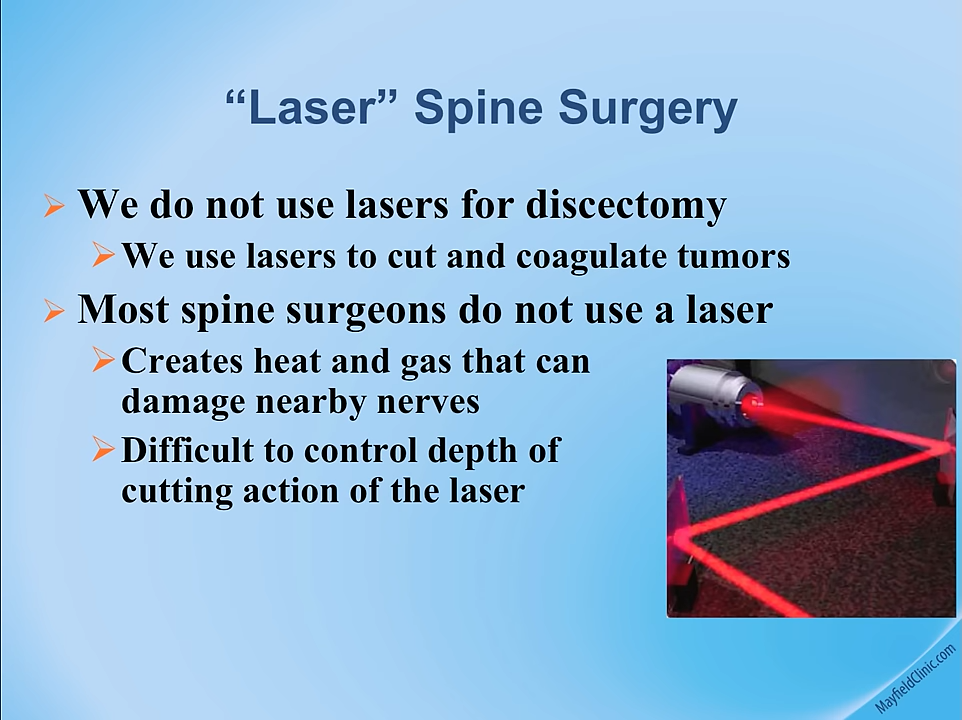 “Laser” Spine Surgery
We do not use lasers for discectomy
We use lasers to cut and coagulate tumors
Most spine surgeons do not use a laser
Creates heat and gas that can
damage nearby nerves
Difficult to control depth of
cutting action of the laser
MayfieldClinic.com